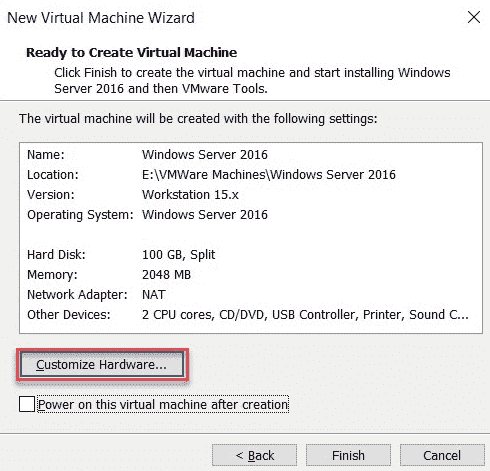 New Virtual Machine Wizard
Ready to Create Virtual Machine
Click Finish to create the virtual machine and start installing Windows
Server 2016 and then VMware Tools.
The virtual machine will be created with the following settings:
Name: Windows Server 2016
Location: E:\VMWare Machines\Windows Server 2016
Version: Workstation 15.x
Operating System: Windows Server 2016
Hard Disk: 100 GB, Split
Memory: 2048 MB
Network Adapter: NAT
Other Devices: 2 CPU cores, CD/DVD, USB Controller, Printer, Sound C...
Customize Hardware...
Power on this virtual machine after creation
< Back Finish Cancel